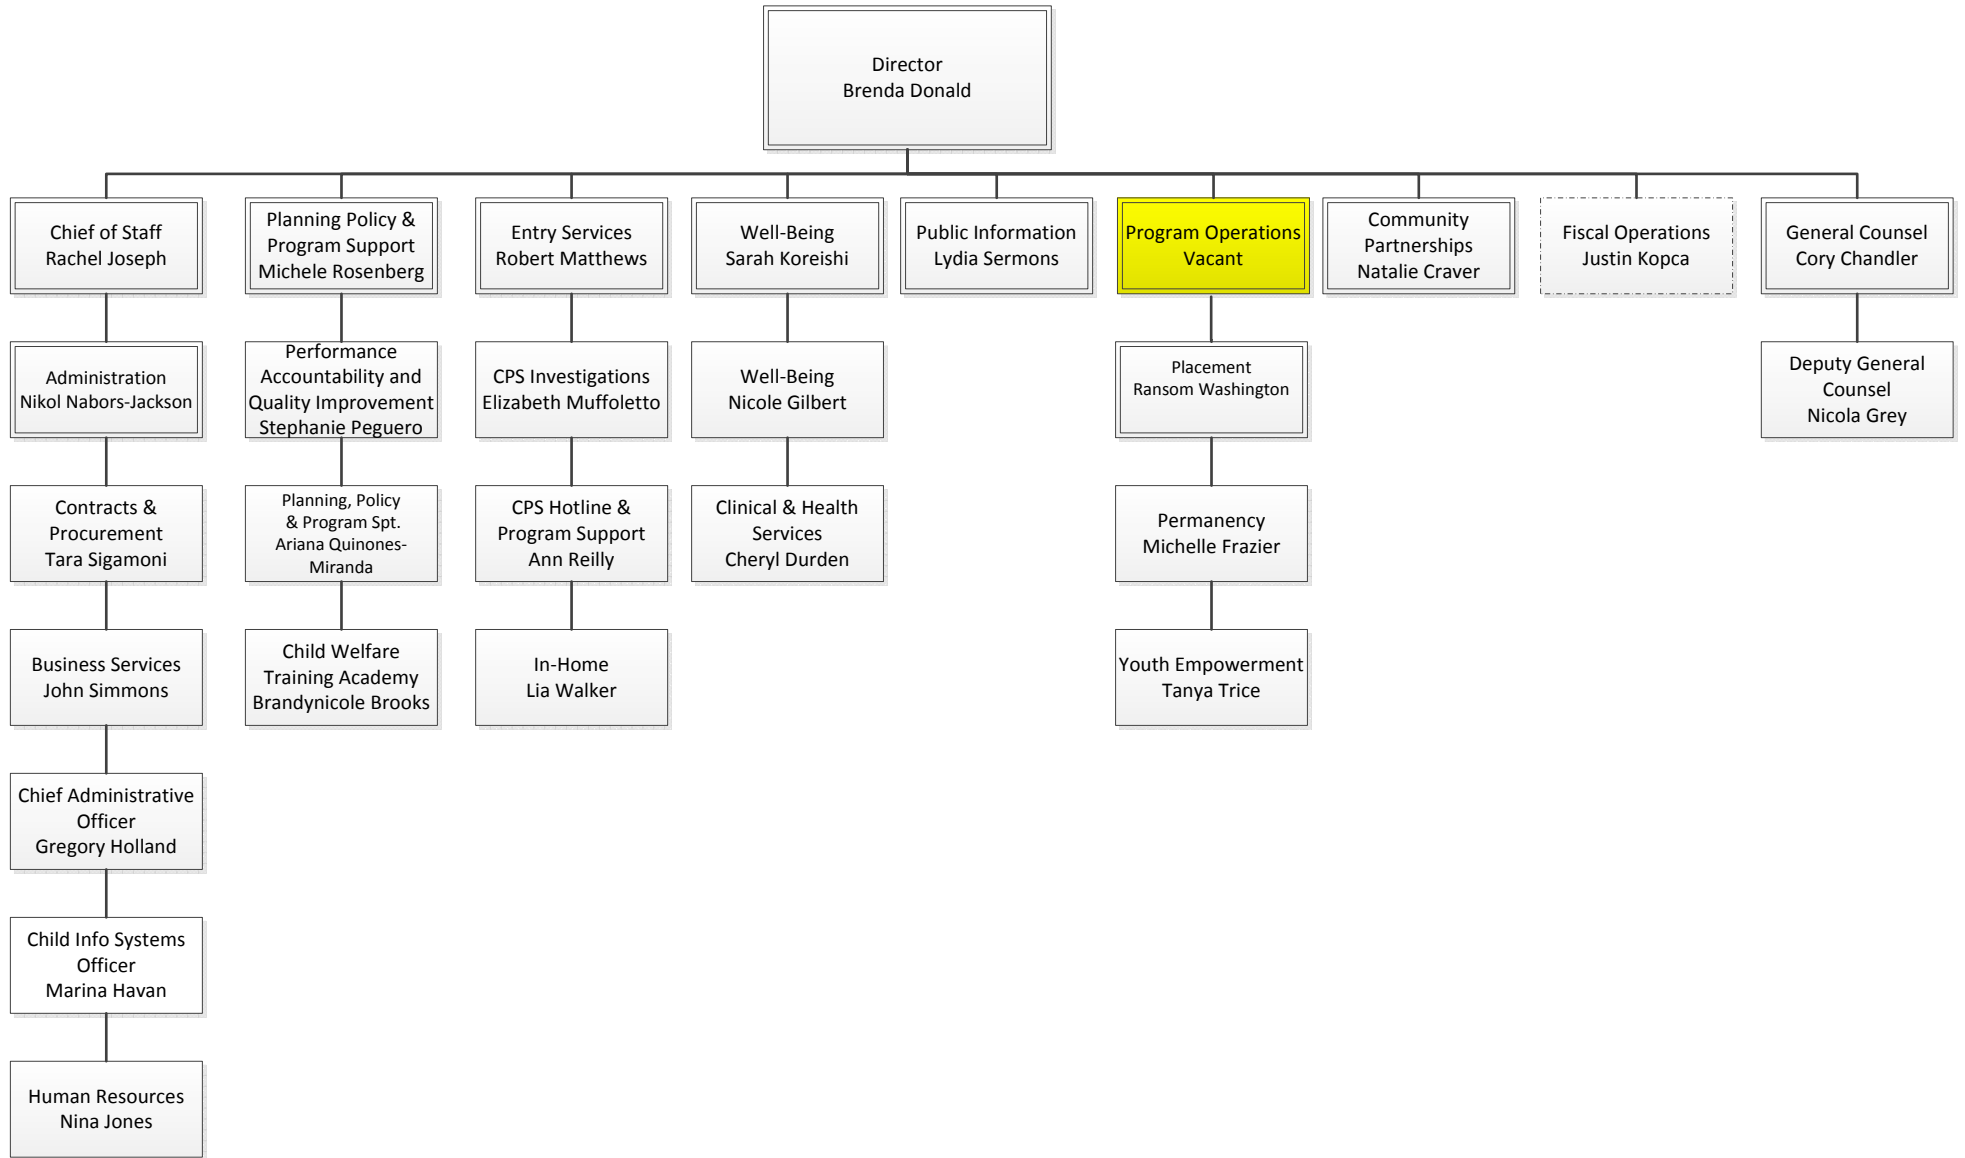 Director
Brenda Donald
Chief of Staff
Rachel Joseph
Planning Policy &
Program Support
Michele Rosenberg
Entry Services
Robert Matthews
Well-Being
Sarah Koreishi
Public Information
Lydia Sermons
Program Operations
Vacant
Community
Partnerships
Natalie Craver
Fiscal Operations
Justin Kopca
General Counsel
Cory Chandler
Administration
Nikol Nabors-Jackson
Performance
Accountability and
Quality Improvement
Stephanie Peguero
CPS Investigations
Elizabeth Muffoletto
Well-Being
Nicole Gilbert
Placement
Ransom Washington
Deputy General
Counsel
Nicola Grey
Contracts &
Procurement
Tara Sigamoni
Planning, Policy
& Program Spt.
Ariana Quinones-
Miranda
CPS Hotline &
Program Support
Ann Reilly
Clinical & Health
Services
Cheryl Durden
Permanency
Michelle Frazier
Business Services
John Simmons
Child Welfare
Training Academy
Brandynicole Brooks
In-Home
Lia Walker
Youth Empowerment
Tanya Trice
Chief Administrative
Officer
Gregory Holland
Child Info Systems
Officer
Marina Havan
Human Resources
Nina Jones